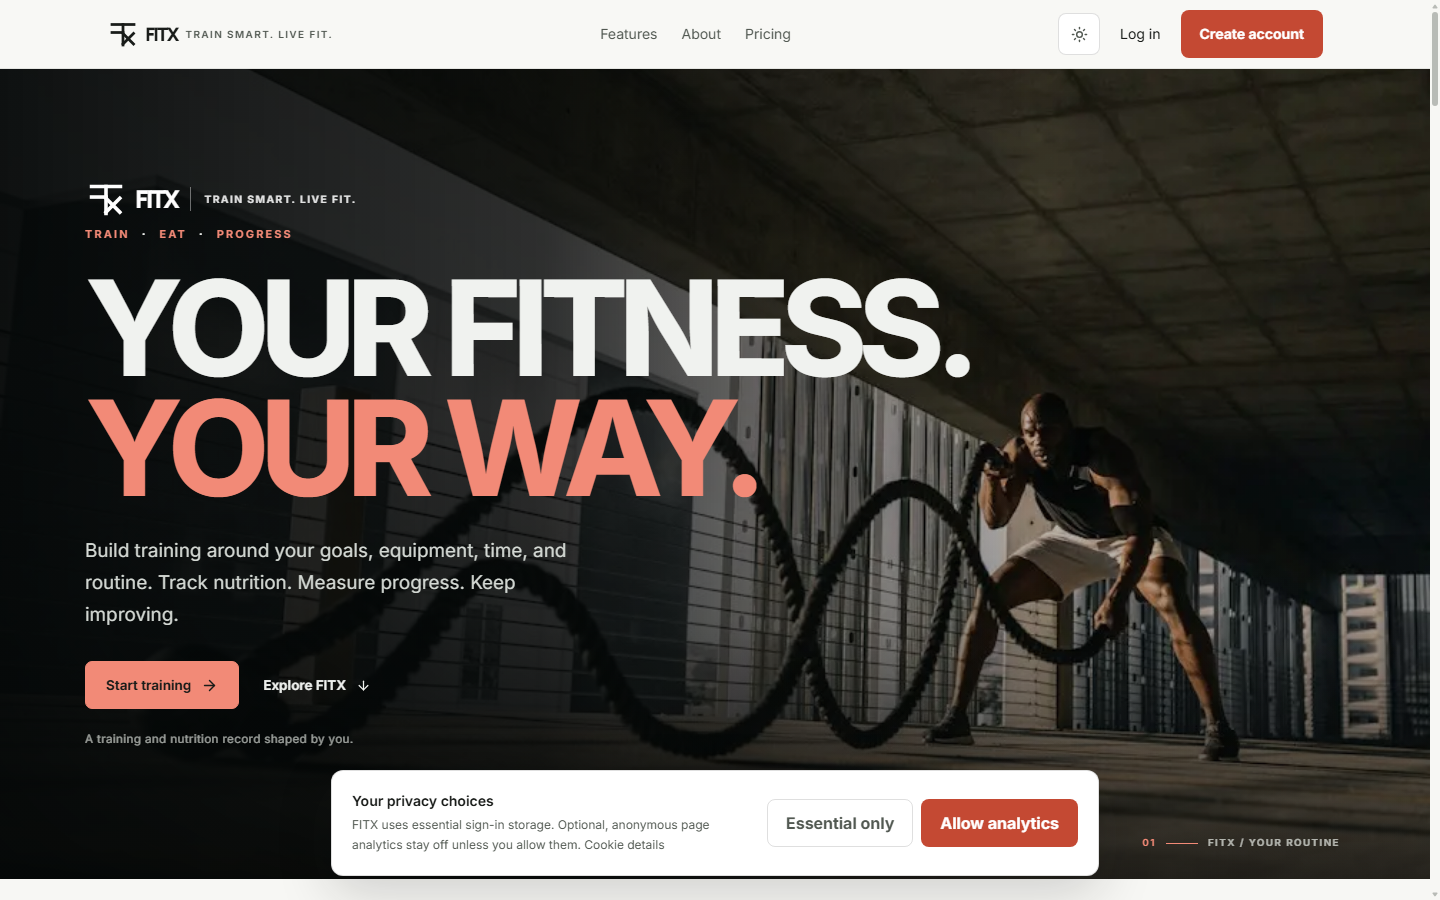 FITX TRAIN SMART. LIVE FIT.
Features About Pricing
Log in
Create account
FITX TRAIN SMART. LIVE FIT.
TRAIN · EAT · PROGRESS
YOUR FITNESS.
YOUR WAY.
Build training around your goals, equipment, time, and
routine. Track nutrition. Measure progress. Keep
improving.
Start training →
Explore FITX ↓
A training and nutrition record shaped by you.
Your privacy choices
FITX uses essential sign-in storage. Optional, anonymous page
analytics stay off unless you allow them. Cookie details
Essential only
Allow analytics
01 FITX / YOUR ROUTINE